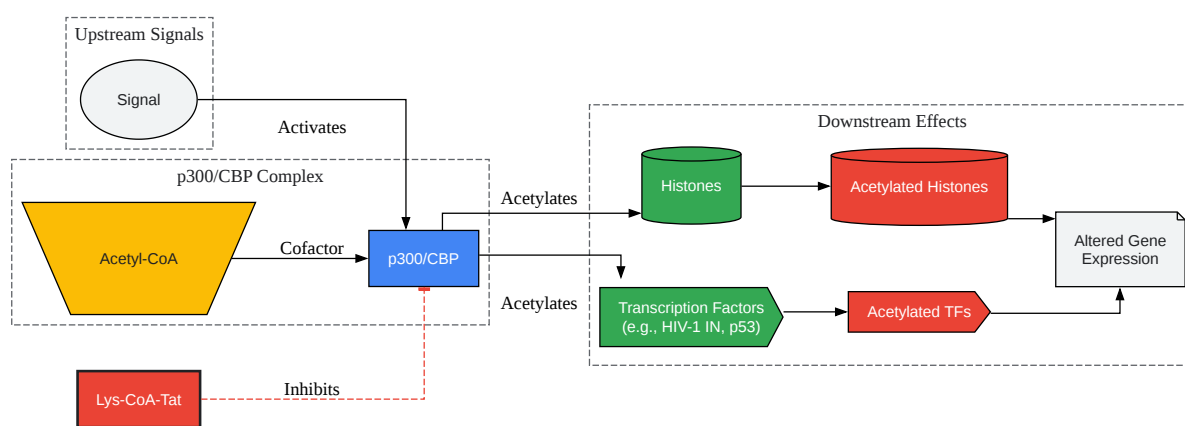 Upstream Signals
Signal
Activates
p300/CBP Complex
Acetyl-CoA
Cofactor
p300/CBP
Lys-CoA-Tat
Inhibits
Acetylates
Acetylates
Downstream Effects
Histones
Acetylated Histones
Transcription Factors
(e.g., HIV-1 IN, p53)
Acetylated TFs
Altered Gene
Expression